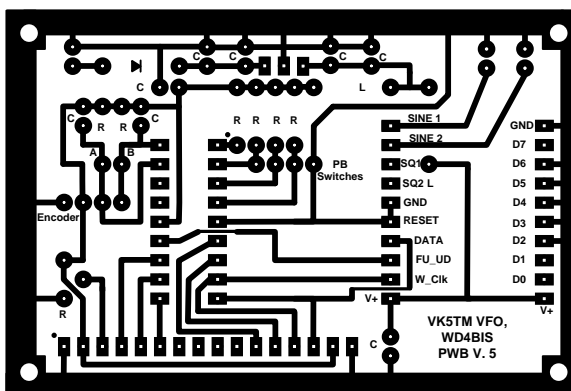 C C C C
C L
C R R C
R R R R
SINE 1
GND
SINE 2
D7
A B
PB
Switches
SQ1
D6
SQ2 L
D5
Encoder
GND
D4
RESET
D3
DATA
D2
FU_UD
D1
W_Clk
D0
R
V+
V+
VK5TM VFO,
WD4BIS
PWB V. 5
C